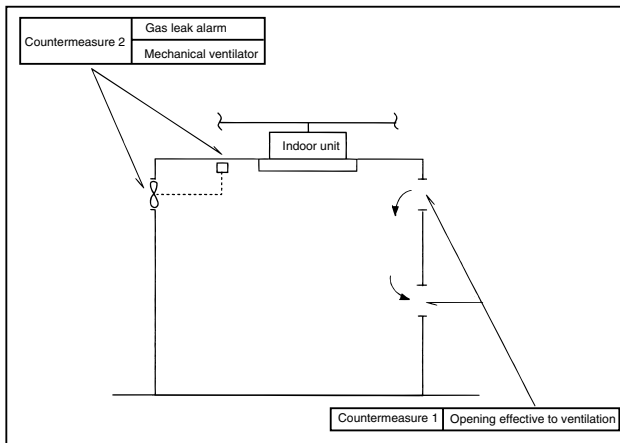 Countermeasure 2
Gas leak alarm
Mechanical ventilator
Indoor unit
Countermeasure 1
Opening effective to ventilation